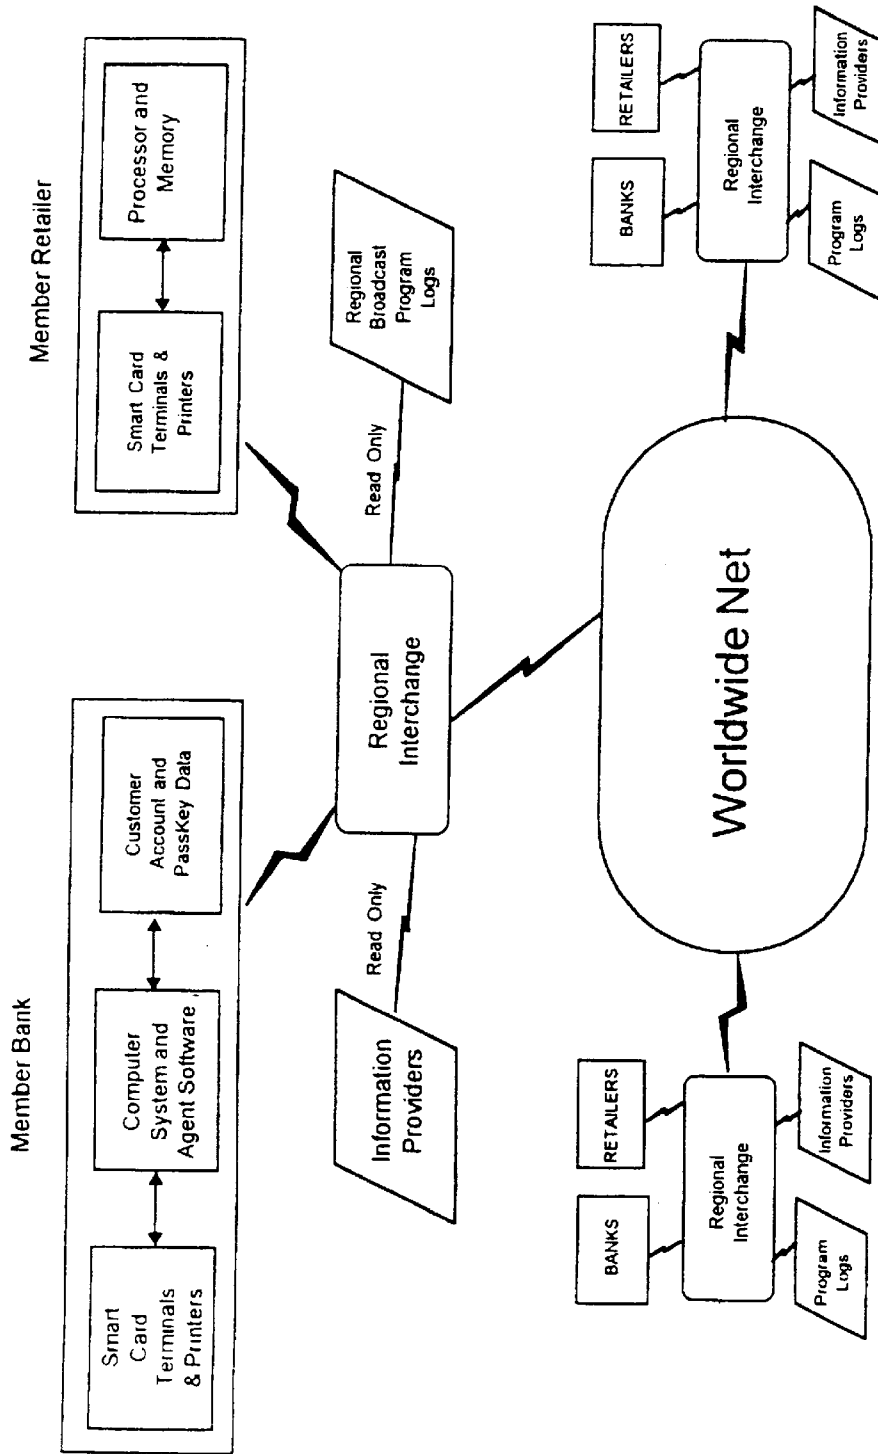 Member Bank
Member Retailer
Smart
Card
Terminals
& Printers
Computer
System and
Agent Software
Customer
Account and
PassKey Data
Smart Card
Terminals &
Printers
Processor and
Memory
Information
Providers
Read Only
Regional
Interchange
Read Only
Regional
Broadcast
Program
Logs
BANKS
RETAILERS
Regional
Interchange
Program
Logs
Information
Providers
Worldwide Net
BANKS
RETAILERS
Regional
Interchange
Program
Logs
Information
Providers